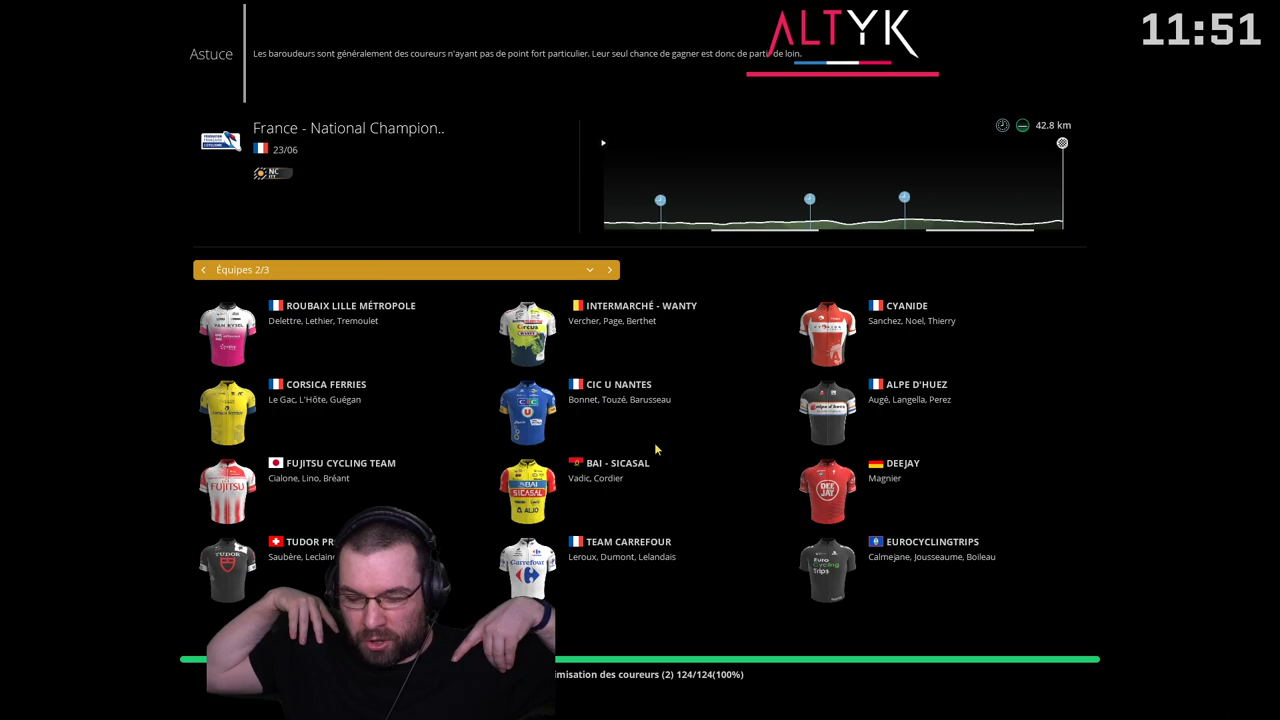 ALTYK
11:51
Astuce
Les baroudeurs sont généralement des coureurs n'ayant pas de point fort particulier. Leur seul chance de gagner est donc de partir de loin.
France - National Champion..
23/06
NC
42.8 km
Équipes 2/3
ROUBAIX LILLE MÉTROPOLE
Delettre, Lethier, Tremoulet
INTERMARCHÉ - WANTY
Vercher, Page, Berthet
CYANIDE
Sanchez, Noel, Thierry
CORSICA FERRIES
Le Gac, L'Hôte, Guégan
CIC U NANTES
Bonnet, Touzé, Barusseau
ALPE D'HUEZ
Augé, Langella, Perez
FUJITSU CYCLING TEAM
Cialone, Lino, Bréant
BAI - SICASAL
Vadic, Cordier
DEEJAY
Magnier
TUDOR PR
Saubère, Leclain
TEAM CARREFOUR
Leroux, Dumont, Lelandais
EUROCYCLINGTRIPS
Calmejane, Jousseaume, Boileau
imisation des coureurs (2) 124/124(100%)